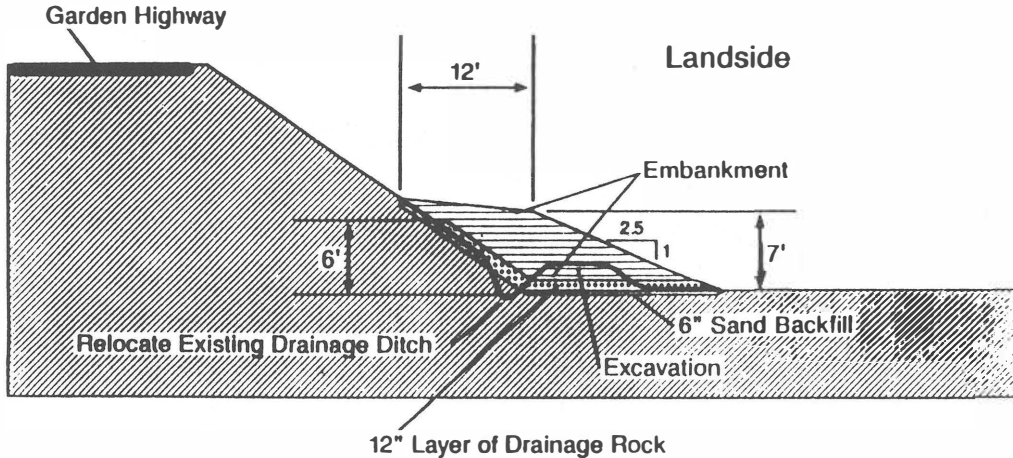 Garden Highway
Landside
12'
Embankment
2.5
1
6'
7'
6" Sand Backfill
Relocate Existing Drainage Ditch
Excavation
12" Layer of Drainage Rock